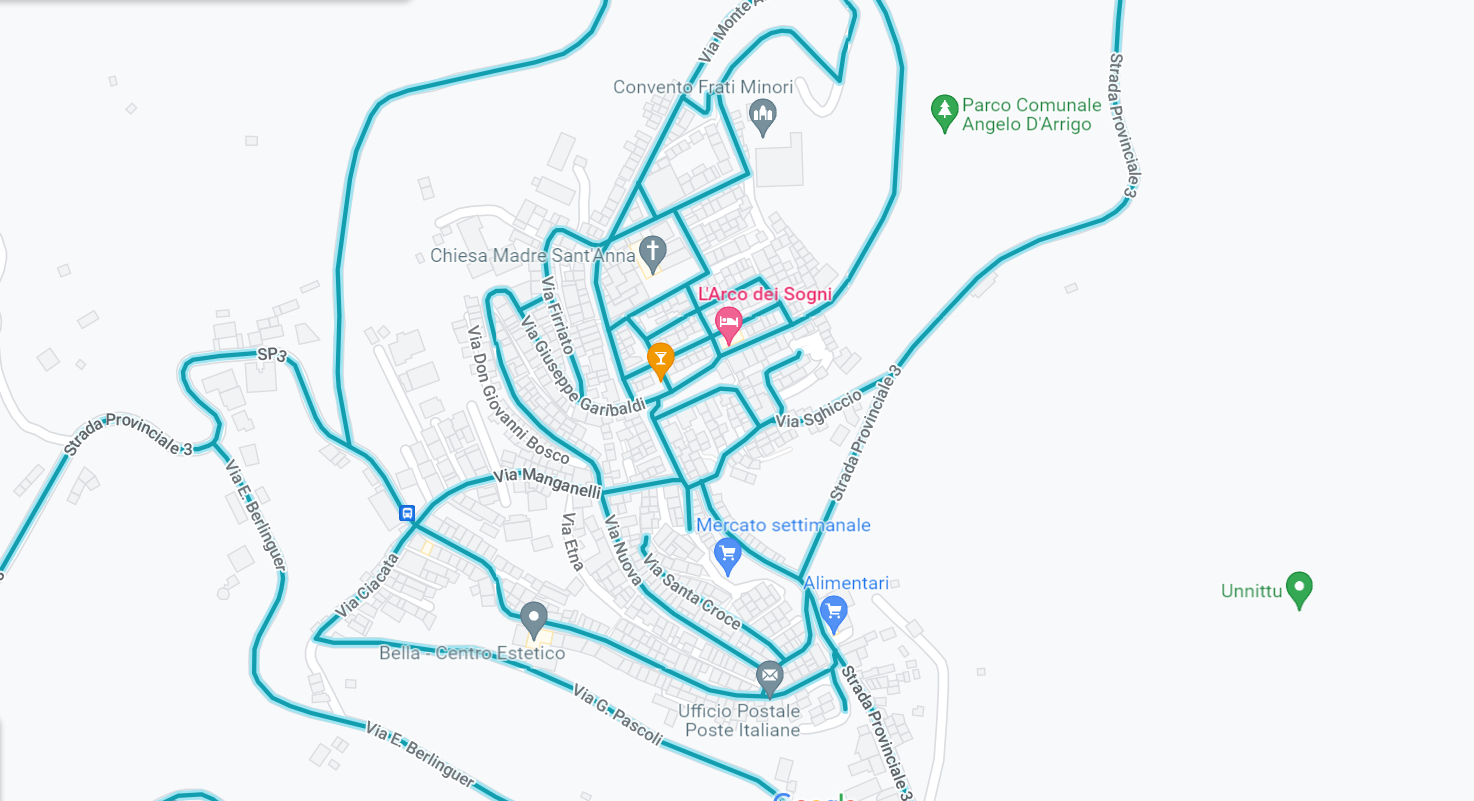 Via Monte
Convento Frati Minori
Parco Comunale
Angelo D'Arrigo
Strada Provinciale 3
Chiesa Madre Sant'Anna
L'Arco dei Sogni
Via Firriato
Via Giuseppe Garibaldi
Via Don Giovanni Bosco
SP3
Strada Provinciale 3
Via Sghiccio
Strada Provinciale 3
Via E. Berlinguer
Via Manganelli
Via Etna
Via Nuova
Mercato settimanale
Via Santa Croce
Via Ciacata
Alimentari
Unnittu
Bella - Centro Estetico
Via G. Pascoli
Ufficio Postale
Poste Italiane
Strada Provinciale 3
Via E. Berlinguer
Google